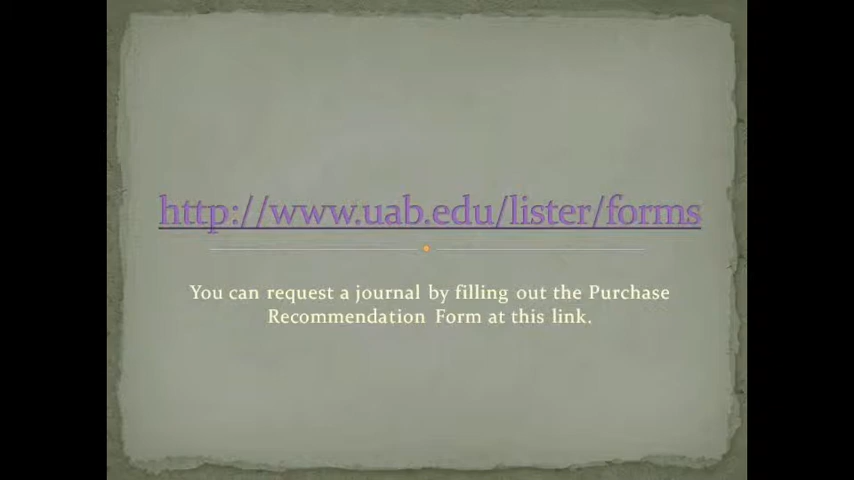 http://www.uab.edu/lister/forms
You can request a journal by filling out the Purchase
Recommendation Form at this link.